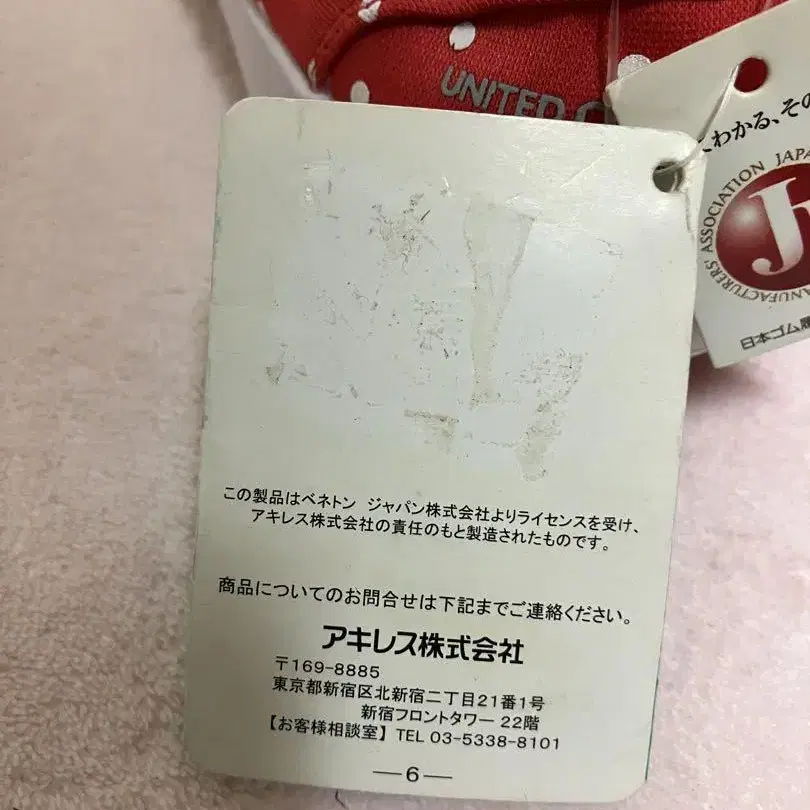 UNITED
わかる、その
ASSOCIATION JAPA
MANUFACTURERS'
J
日本ゴム
この製品はベネトン ジャパン株式会社よりライセンスを受け、
アキレス株式会社の責任のもと製造されたものです。
商品についてのお問合せは下記までご連絡ください。
アキレス株式会社
〒169-8885
東京都新宿区北新宿二丁目21番1号
新宿フロントタワー 22階
【お客様相談室】 TEL 03-5338-8101
—6—